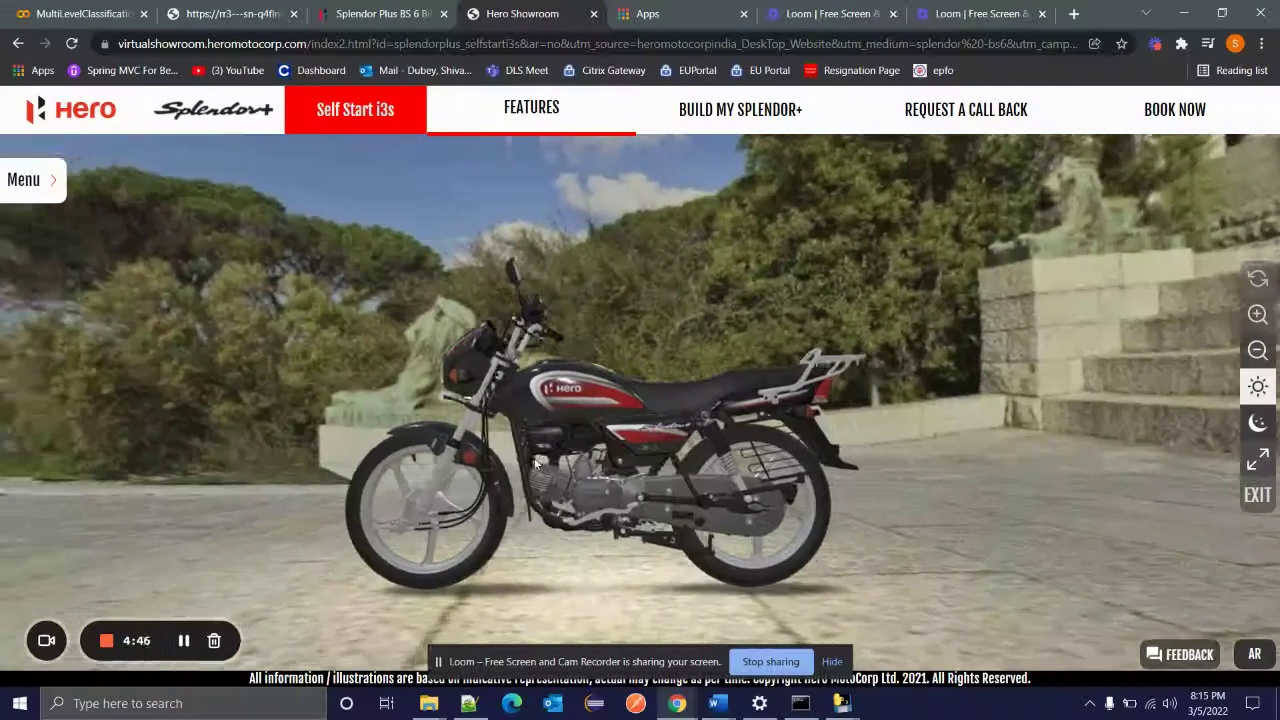 MultiLevelClassificati
https://rr3---sn-q4flr
Splendor Plus BS 6 Bi
Hero Showroom
Apps
Loom | Free Screen &
Loom | Free Screen &
virtualshowroom.heromotocorp.com/index2.html?id=splendorplus_selfstarti3s&ar=no&utm_source=heromotocorpindia_DeskTop_Website&utm_medium=splendor%20-bs6&utm_camp...
Apps
Spring MVC For Be...
(3) YouTube
Dashboard
Mail - Dubey, Shiva...
DLS Most
Citrix Gateway
EUPortal
EU Portal
Resignation Page
epfo
Reading list
Hero
Splendor+
Self Start i3s
FEATURES
BUILD MY SPLENDOR+
REQUEST A CALL BACK
BOOK NOW
Menu
Hero
Splendor
EXIT
4:46
Loom – Free Screen and Cam Recorder is sharing your screen.
Stop sharing
Hide
FEEDBACK
AR
All information / illustrations are based on indicative representation, actual may change as per time. Copyright Hero MotoCorp Ltd. 2021. All Rights Reserved.
Type here to search
8:15 PM
3/5/2022